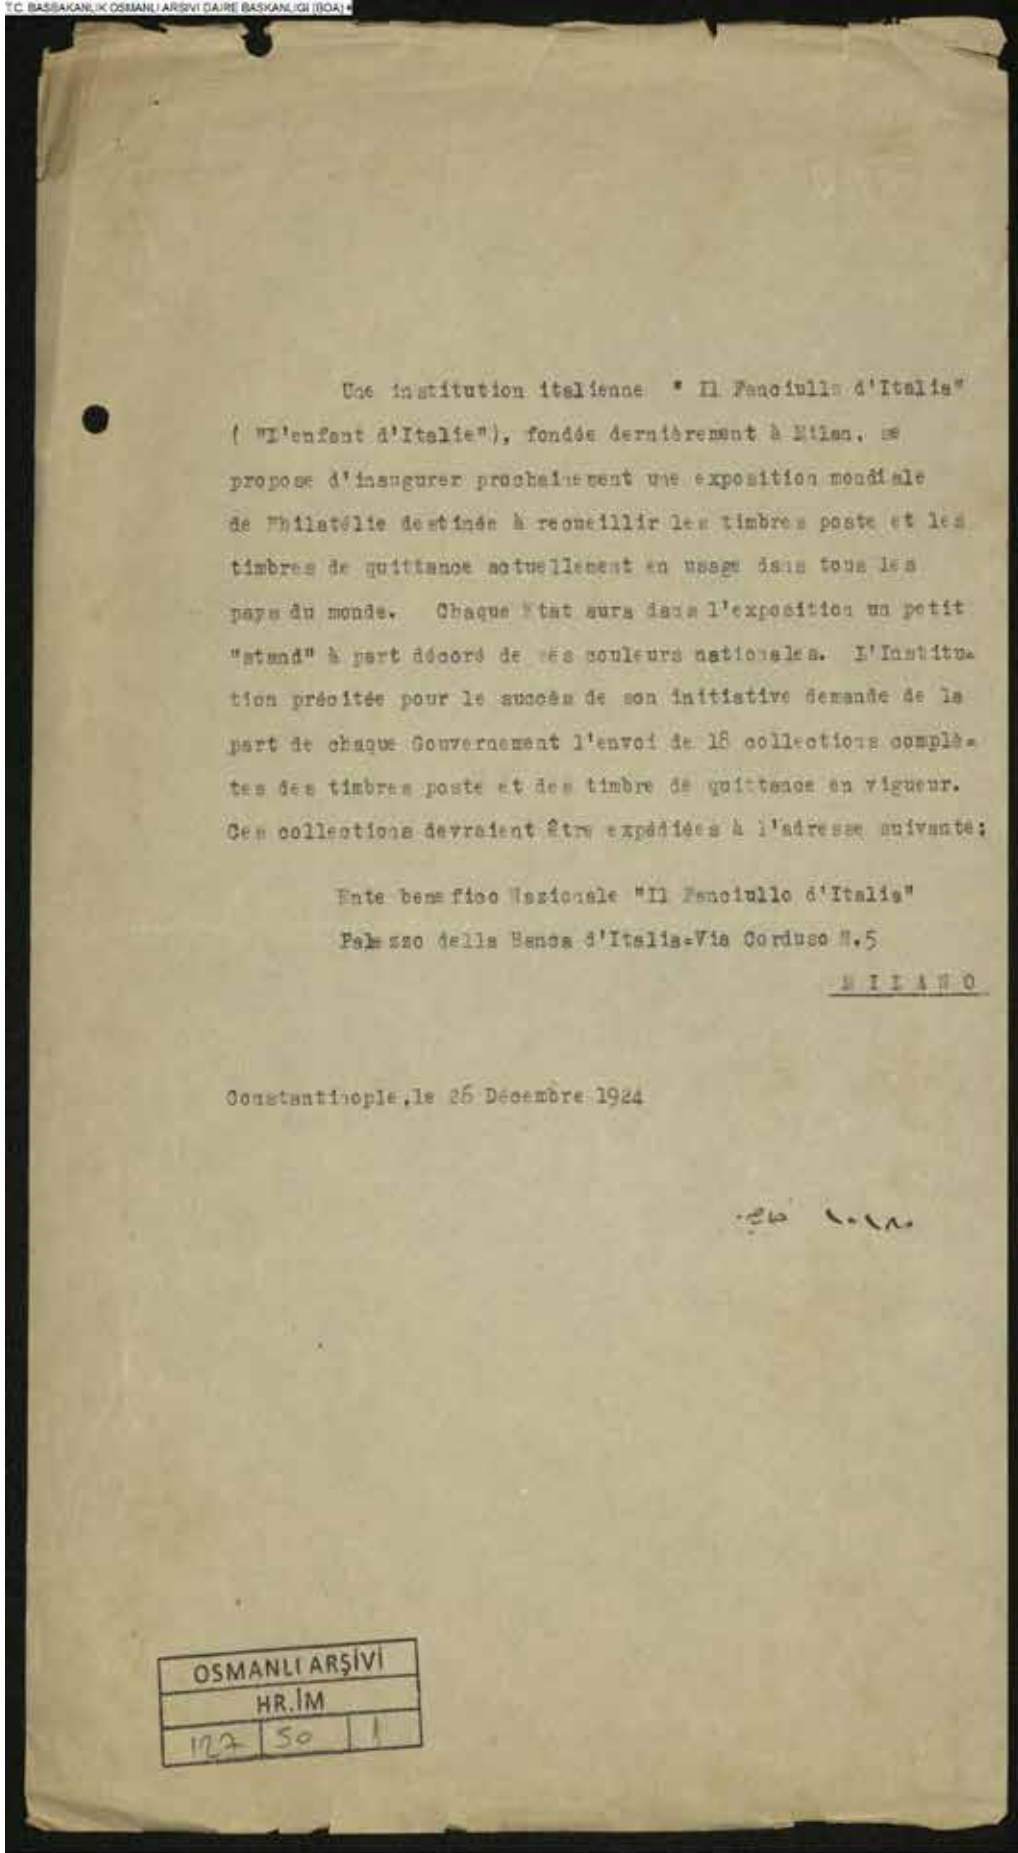 T.C. BASBAKANLIK OSMANLI ARSIVI DAIRE BASKANLIGI (BOA)
Une institution italienne " Il Fanciullo d'Italia"
( "L'enfant d'Italie"), fondée dernièrement à Milan, se
propose d'inaugurer prochainement une exposition mondiale
de Philatélie destinée à recueillir les timbres poste et les
timbres de quittance actuellement en usage dans tous les
pays du monde. Chaque Etat aura dans l'exposition un petit
"stand" à part décoré de ses couleurs nationales. L'Institu=
tion précitée pour le succès de son initiative demande de la
part de chaque Gouvernement l'envoi de 18 collections complè=
tes des timbres poste et des timbre de quittance en vigueur.
Ces collections devraient être expédiées à l'adresse suivante:
Ente benefico Nazionale "Il Fanciullo d'Italia"
Palazzo della Banca d'Italia=Via Corduso N.5
MILANO
Constantinople,le 26 Décembre 1924
OSMANLI ARŞİVİ
HR.İM
127 50 1